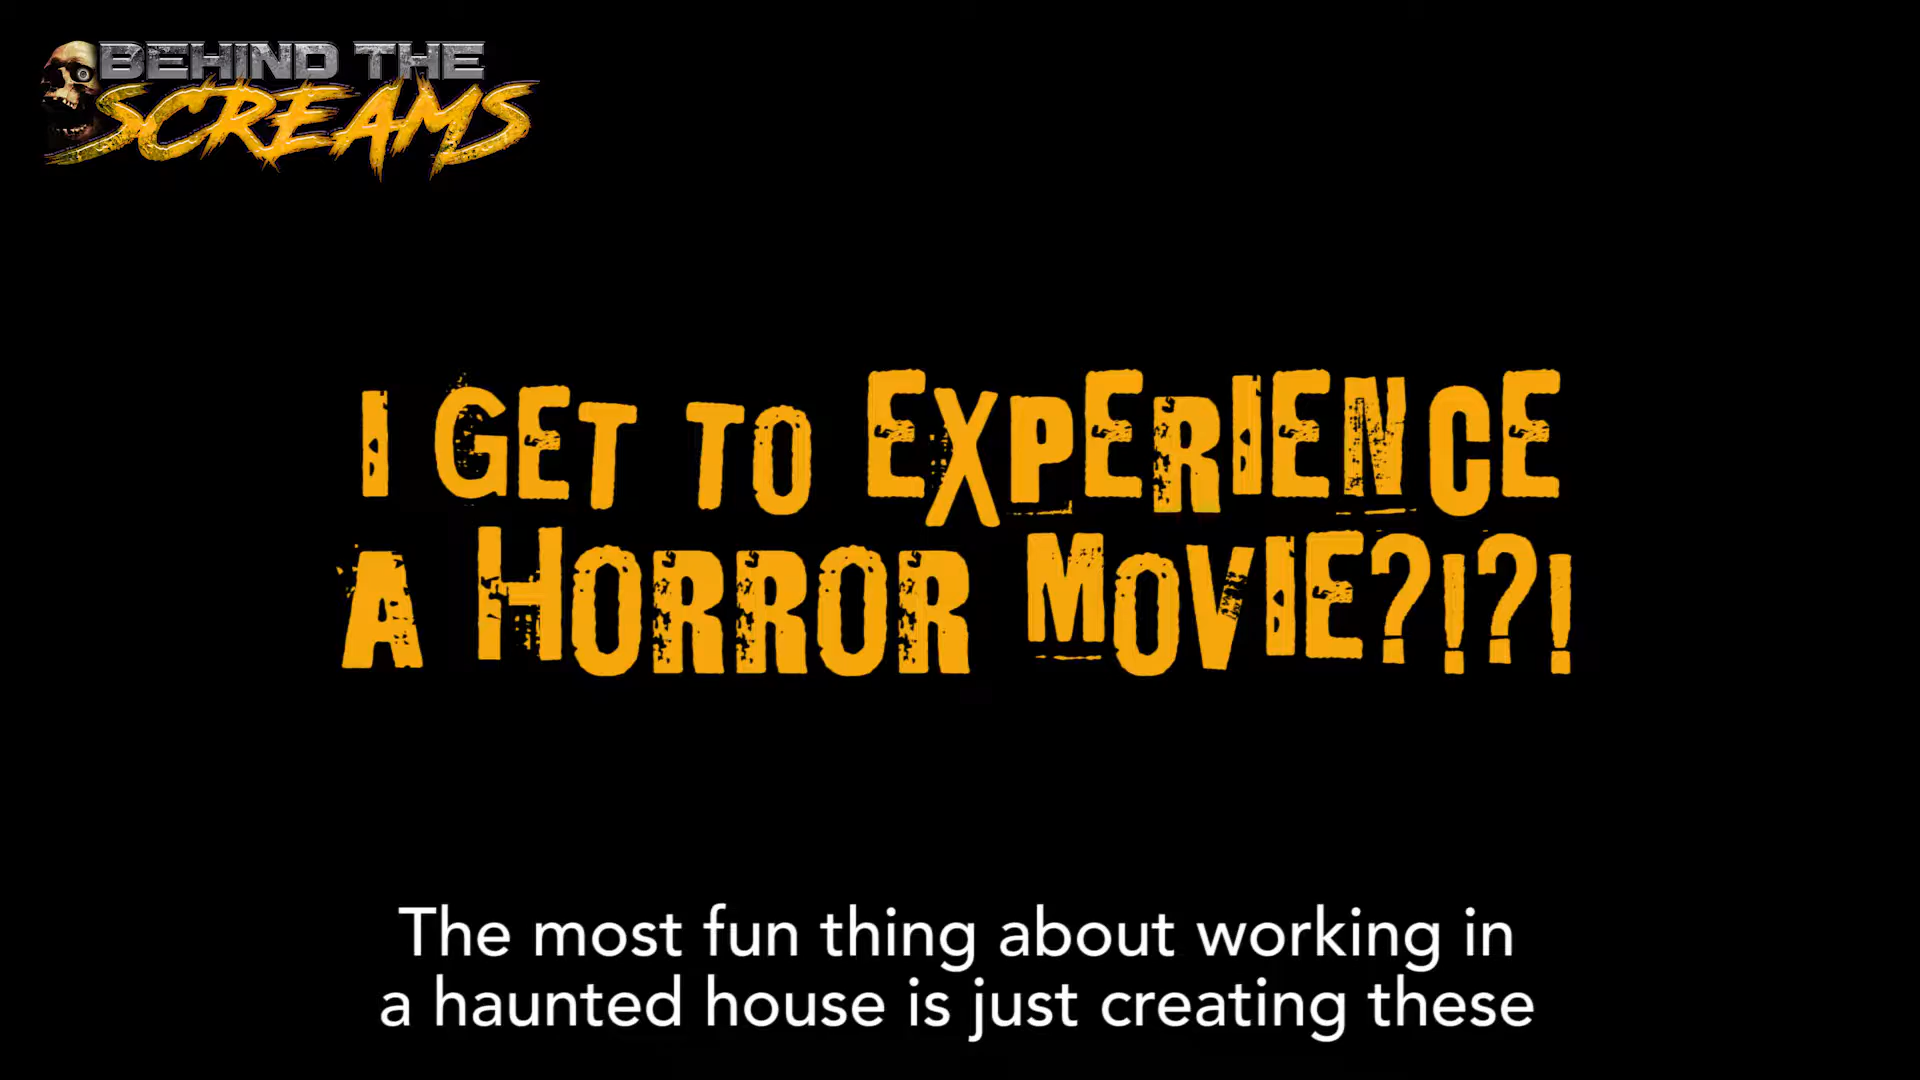 BEHIND THE
SCREAMS
I GET TO EXPERIENCE
A HORROR MOVIE?!?!
The most fun thing about working in
a haunted house is just creating these